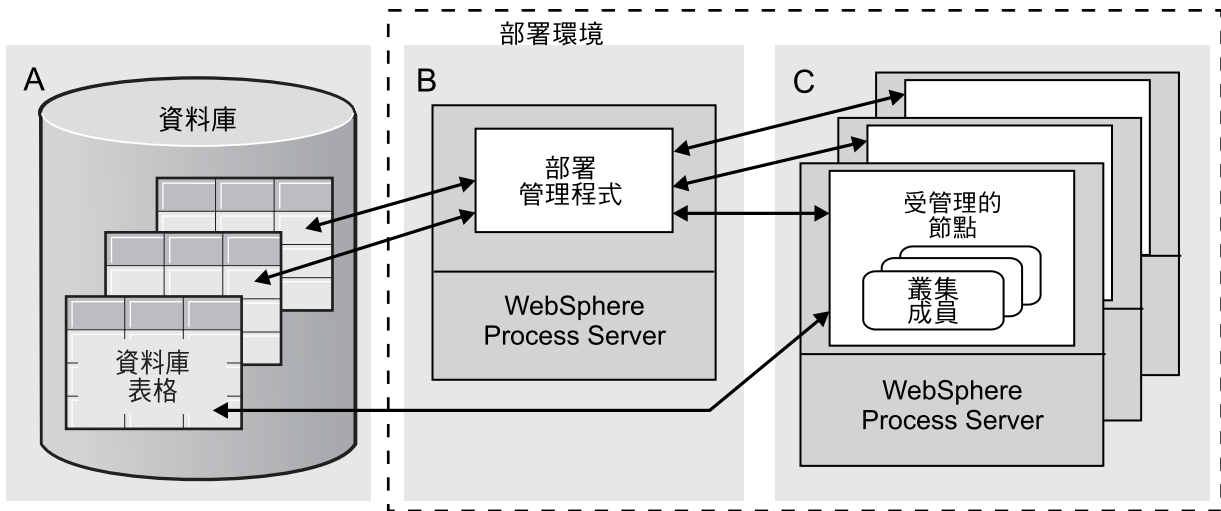 部署環境
A
資料庫
資料庫
表格
B
部署
管理程式
WebSphere
Process Server
C
受管理的
節點
叢集
成員
WebSphere
Process Server